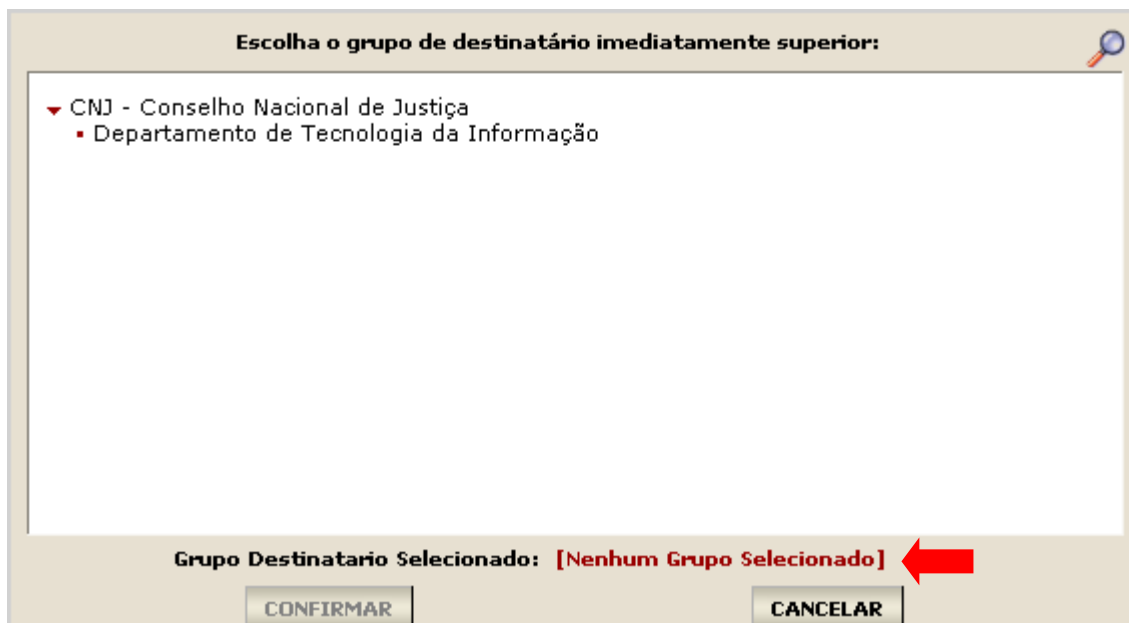 Escolha o grupo de destinatário imediatamente superior:
CNJ - Conselho Nacional de Justiça
Departamento de Tecnologia da Informação
Grupo Destinatario Selecionado: [Nenhum Grupo Selecionado]
CONFIRMAR CANCELAR